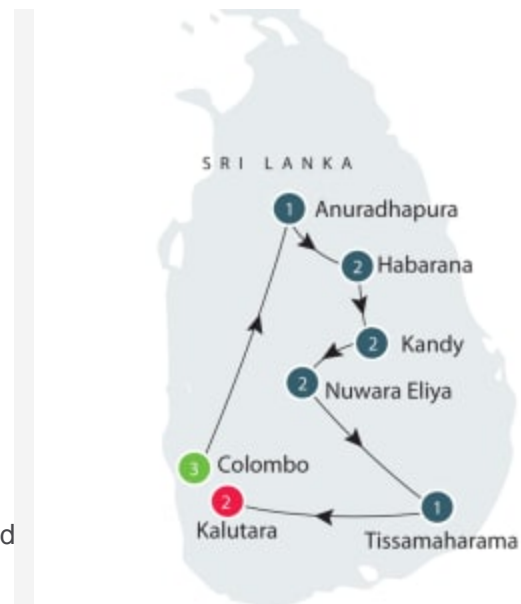 SRI LANKA
1 Anuradhapura
2 Habarana
2 Kandy
2 Nuwara Eliya
3 Colombo
2
Kalutara
1
Tissamaharama
d